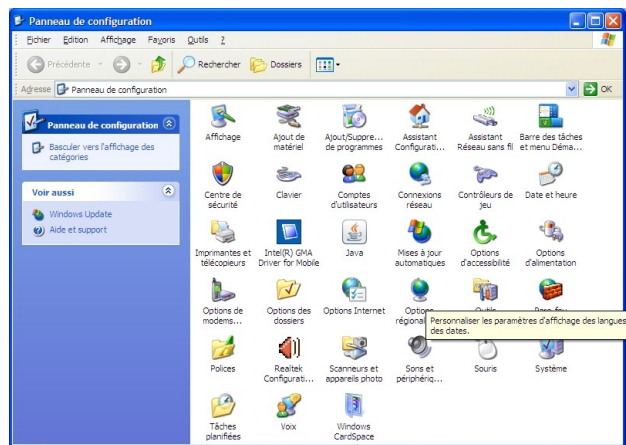 Panneau de configuration
Fichier Edition Affichage Favoris Outils ?
Précédente Rechercher Dossiers
Adresse Panneau de configuration OK
Panneau de configuration
Basculer vers l'affichage des
catégories
Voir aussi
Windows Update
Aide et support
Affichage
Ajout de
matériel
Ajout/Suppre...
de programmes
Assistant
Configurati...
Assistant
Réseau sans fil
Barre des tâches
et menu Déma...
Centre de
sécurité
Clavier
Comptes
d'utilisateurs
Connexions
réseau
Contrôleurs de
jeu
Date et heure
Imprimantes et
télécopieurs
Intel(R) GMA
Driver for Mobile
Java
Mises à jour
automatiques
Options
d'accessibilité
Options
d'alimentation
Options de
modems...
Options des
dossiers
Options Internet
Options
régional
Personnaliser les paramètres d'affichage des langues
des dates.
Polices
Realtek
Configurati...
Scanneurs et
appareils photo
Sons et
périphériq...
Souris
Système
Tâches
planifiées
Voix
Windows
CardSpace